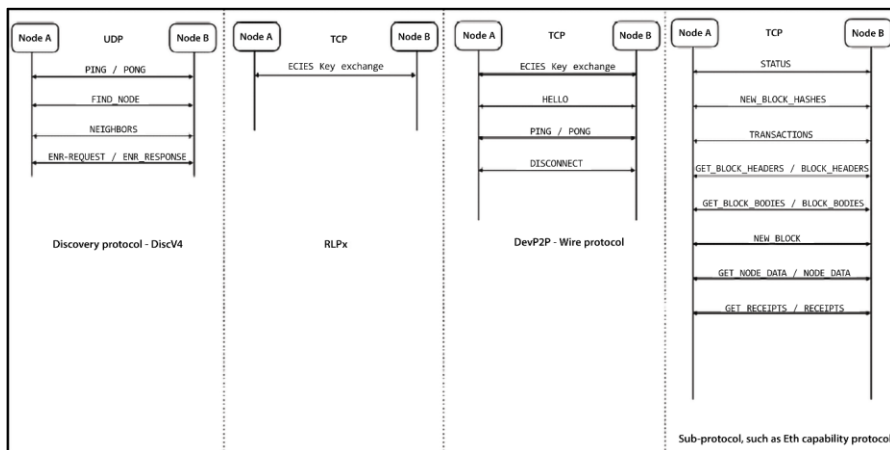 Node A
UDP
Node B
PING / PONG
FIND_NODE
NEIGHBORS
ENR-REQUEST / ENR_RESPONSE
Discovery protocol - DiscV4
Node A
TCP
Node B
ECIES Key exchange
RLPx
Node A
TCP
Node B
ECIES Key exchange
HELLO
PING / PONG
DISCONNECT
DevP2P - Wire protocol
Node A
TCP
Node B
STATUS
NEW_BLOCK_HASHES
TRANSACTIONS
GET_BLOCK_HEADERS / BLOCK_HEADERS
GET_BLOCK_BODIES / BLOCK_BODIES
NEW_BLOCK
GET_NODE_DATA / NODE_DATA
GET_RECEIPTS / RECEIPTS
Sub-protocol, such as Eth capability protocol